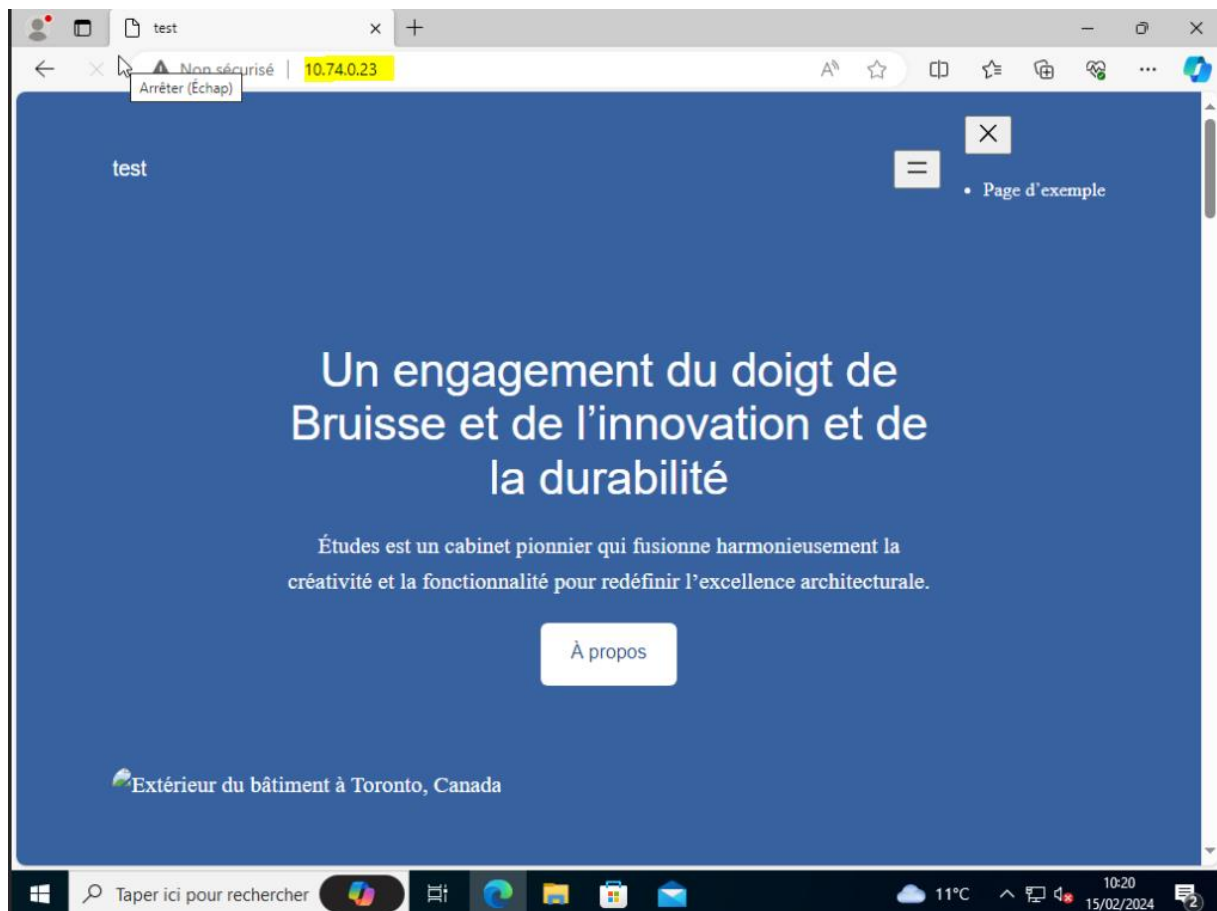 test
Non sécurisé
10.74.0.23
Arrêter (Échap)
test
Page d'exemple
Un engagement du doigt de
Bruisse et de l'innovation et de
la durabilité
Études est un cabinet pionnier qui fusionne harmonieusement la
créativité et la fonctionnalité pour redéfinir l'excellence architecturale.
À propos
Extérieur du bâtiment à Toronto, Canada
Taper ici pour rechercher
11°C
10:20
15/02/2024
2